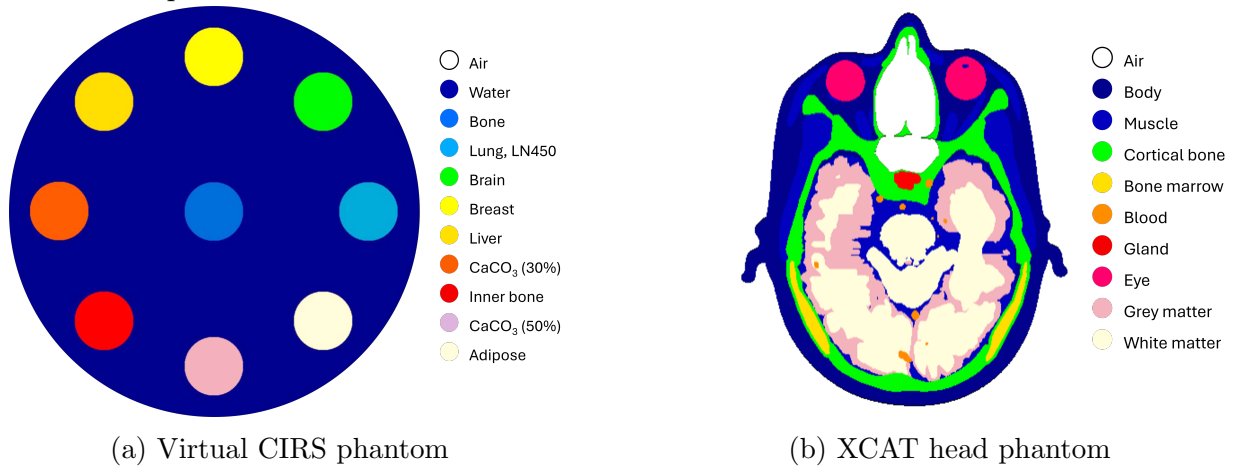 Air
Water
Bone
Lung, LN450
Brain
Breast
Liver
CaCO₃ (30%)
Inner bone
CaCO₃ (50%)
Adipose
(a) Virtual CIRS phantom
Air
Body
Muscle
Cortical bone
Bone marrow
Blood
Gland
Eye
Grey matter
White matter
(b) XCAT head phantom